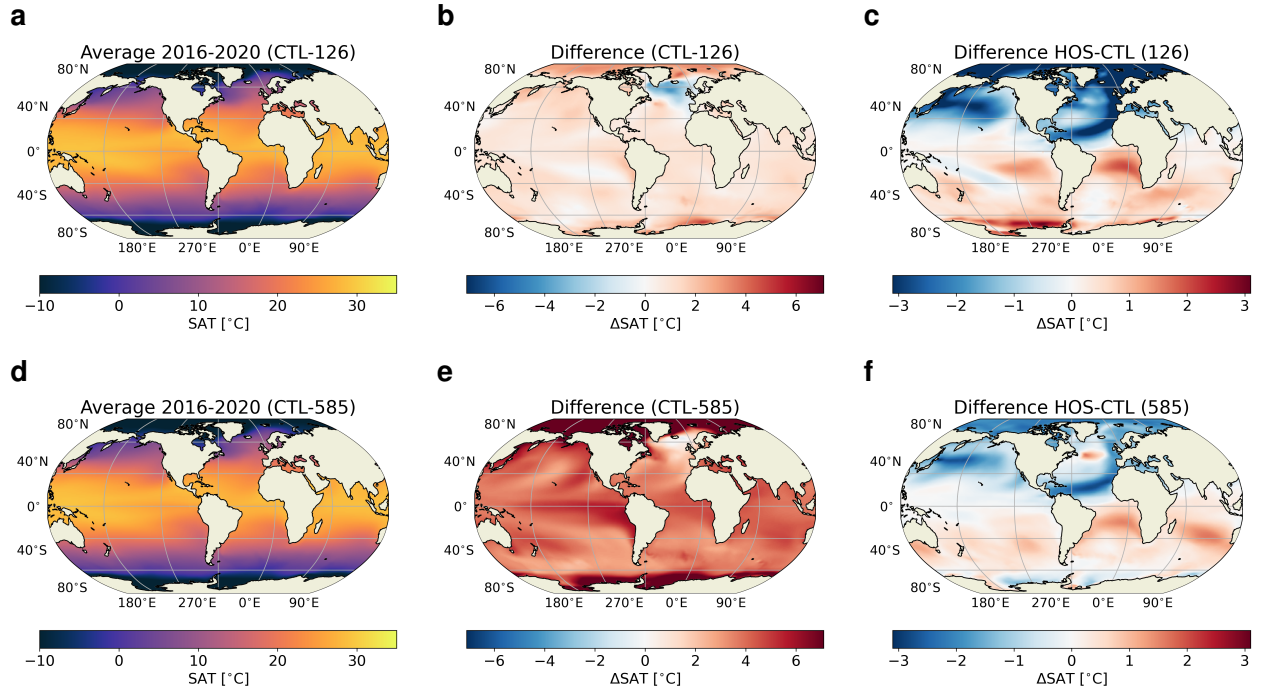 a
Average 2016-2020 (CTL-126)
80°N
40°N
0°
40°S
80°S
180°E 270°E 0°E 90°E
−10 0 10 20 30
SAT [°C]
b
Difference (CTL-126)
80°N
40°N
0°
40°S
80°S
180°E 270°E 0°E 90°E
−6 −4 −2 0 2 4 6
ΔSAT [°C]
c
Difference HOS-CTL (126)
80°N
40°N
0°
40°S
80°S
180°E 270°E 0°E 90°E
−3 −2 −1 0 1 2 3
ΔSAT [°C]
d
Average 2016-2020 (CTL-585)
80°N
40°N
0°
40°S
80°S
180°E 270°E 0°E 90°E
−10 0 10 20 30
SAT [°C]
e
Difference (CTL-585)
80°N
40°N
0°
40°S
80°S
180°E 270°E 0°E 90°E
−6 −4 −2 0 2 4 6
ΔSAT [°C]
f
Difference HOS-CTL (585)
80°N
40°N
0°
40°S
80°S
180°E 270°E 0°E 90°E
−3 −2 −1 0 1 2 3
ΔSAT [°C]